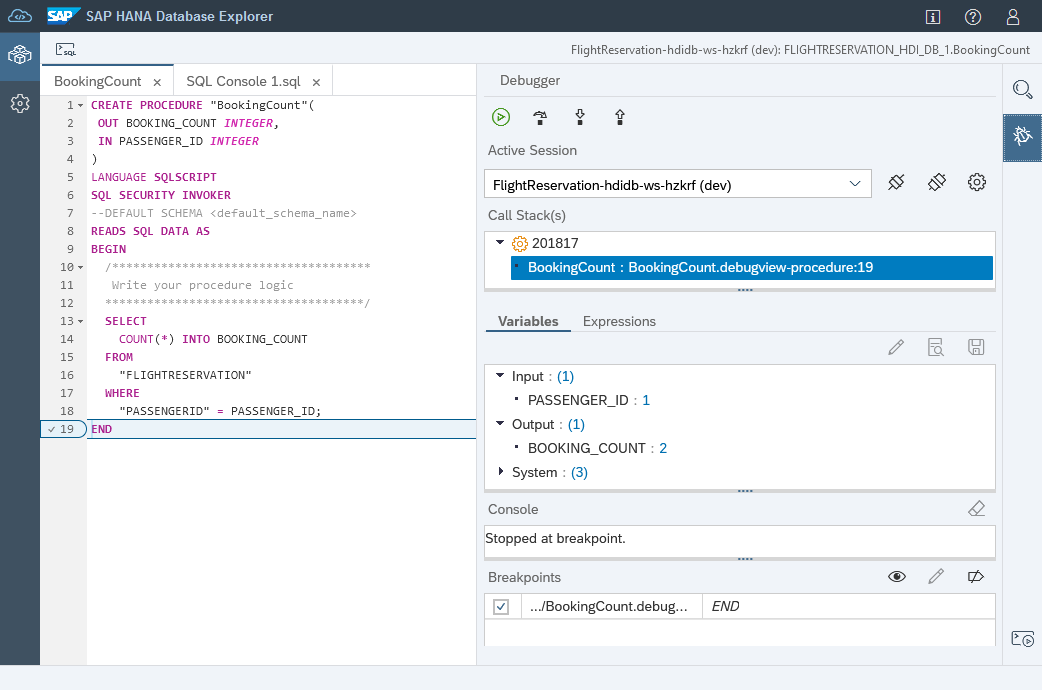 SAP SAP HANA Database Explorer
SQL
FlightReservation-hdidb-ws-hzkrf (dev): FLIGHTRESERVATION_HDI_DB_1.BookingCount
BookingCount ×
SQL Console 1.sql ×
1 CREATE PROCEDURE "BookingCount"(
2 OUT BOOKING_COUNT INTEGER,
3 IN PASSENGER_ID INTEGER
4 )
5 LANGUAGE SQLSCRIPT
6 SQL SECURITY INVOKER
7 --DEFAULT SCHEMA <default_schema_name>
8 READS SQL DATA AS
9 BEGIN
10 /*************************************
11 Write your procedure logic
12 *************************************/
13 SELECT
14 COUNT(*) INTO BOOKING_COUNT
15 FROM
16 "FLIGHTRESERVATION"
17 WHERE
18 "PASSENGERID" = PASSENGER_ID;
19 END
Debugger
Active Session
FlightReservation-hdidb-ws-hzkrf (dev)
Call Stack(s)
201817
BookingCount : BookingCount.debugview-procedure:19
Variables
Expressions
Input : (1)
PASSENGER_ID : 1
Output : (1)
BOOKING_COUNT : 2
System : (3)
Console
Stopped at breakpoint.
Breakpoints
.../BookingCount.debug...
END